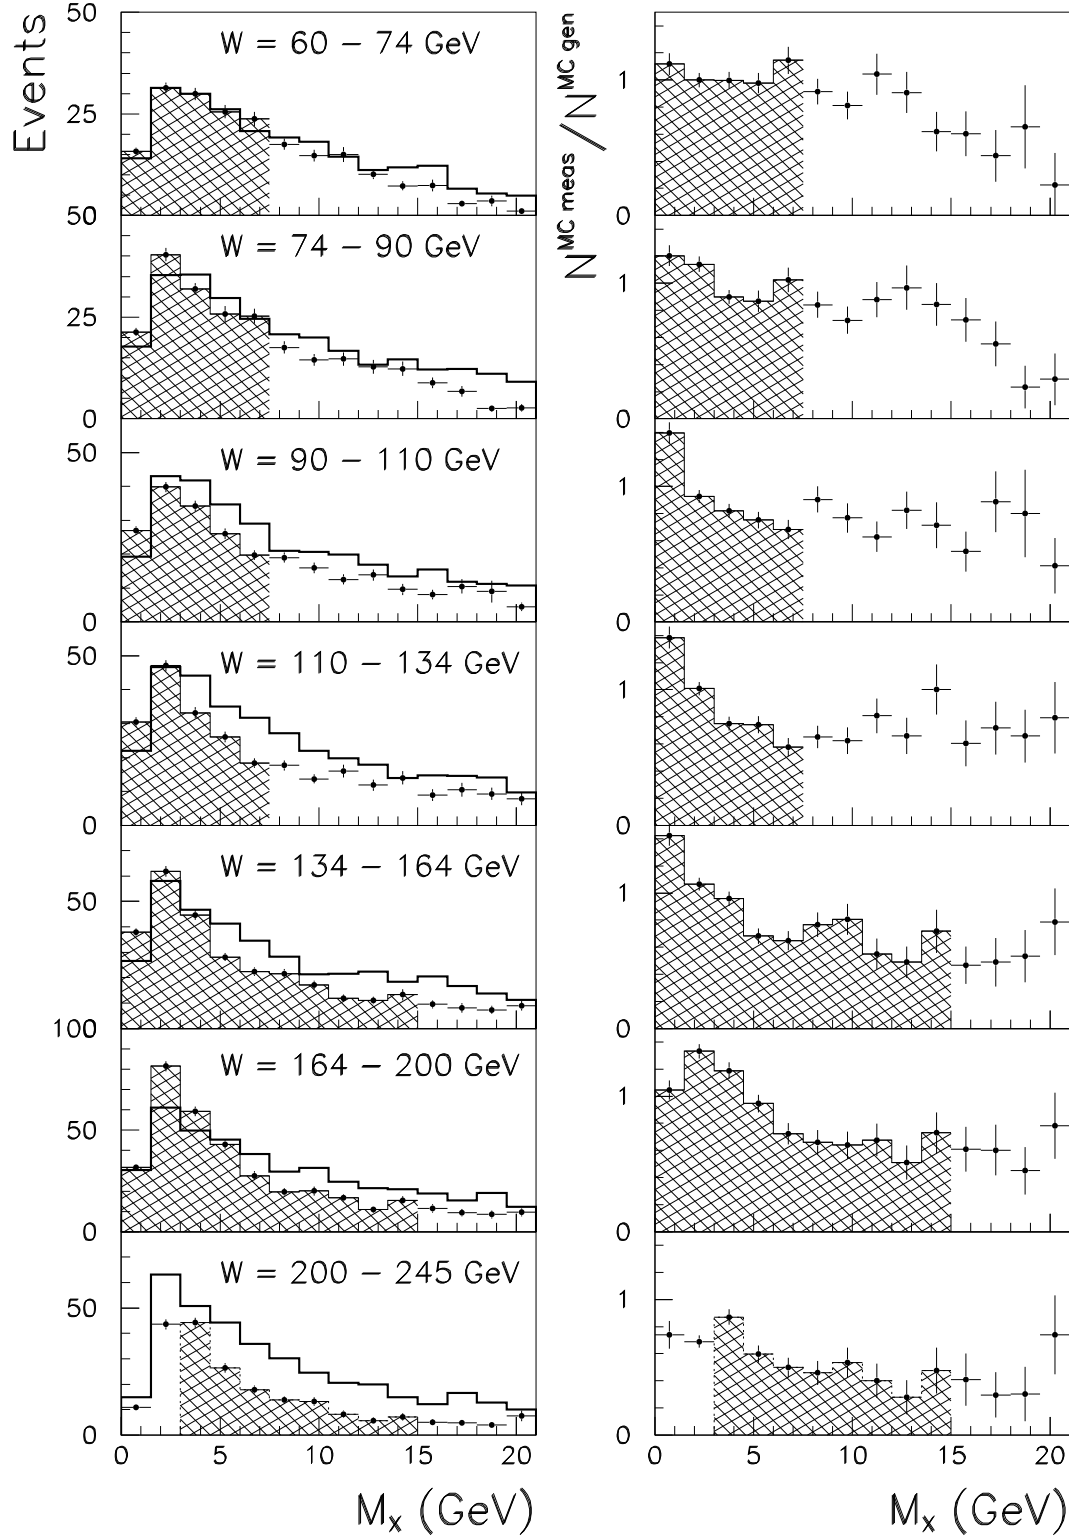 Events
50
25
W = 60 – 74 GeV
50
25
0
W = 74 – 90 GeV
50
0
W = 90 – 110 GeV
50
0
W = 110 – 134 GeV
50
100
W = 134 – 164 GeV
50
0
W = 164 – 200 GeV
50
W = 200 – 245 GeV
0 5 10 15 20
M_x (GeV)
N^MC meas / N^MC gen
1
0
1
0
1
0
1
0
1
0
1
0
1
0
0 5 10 15 20
M_x (GeV)